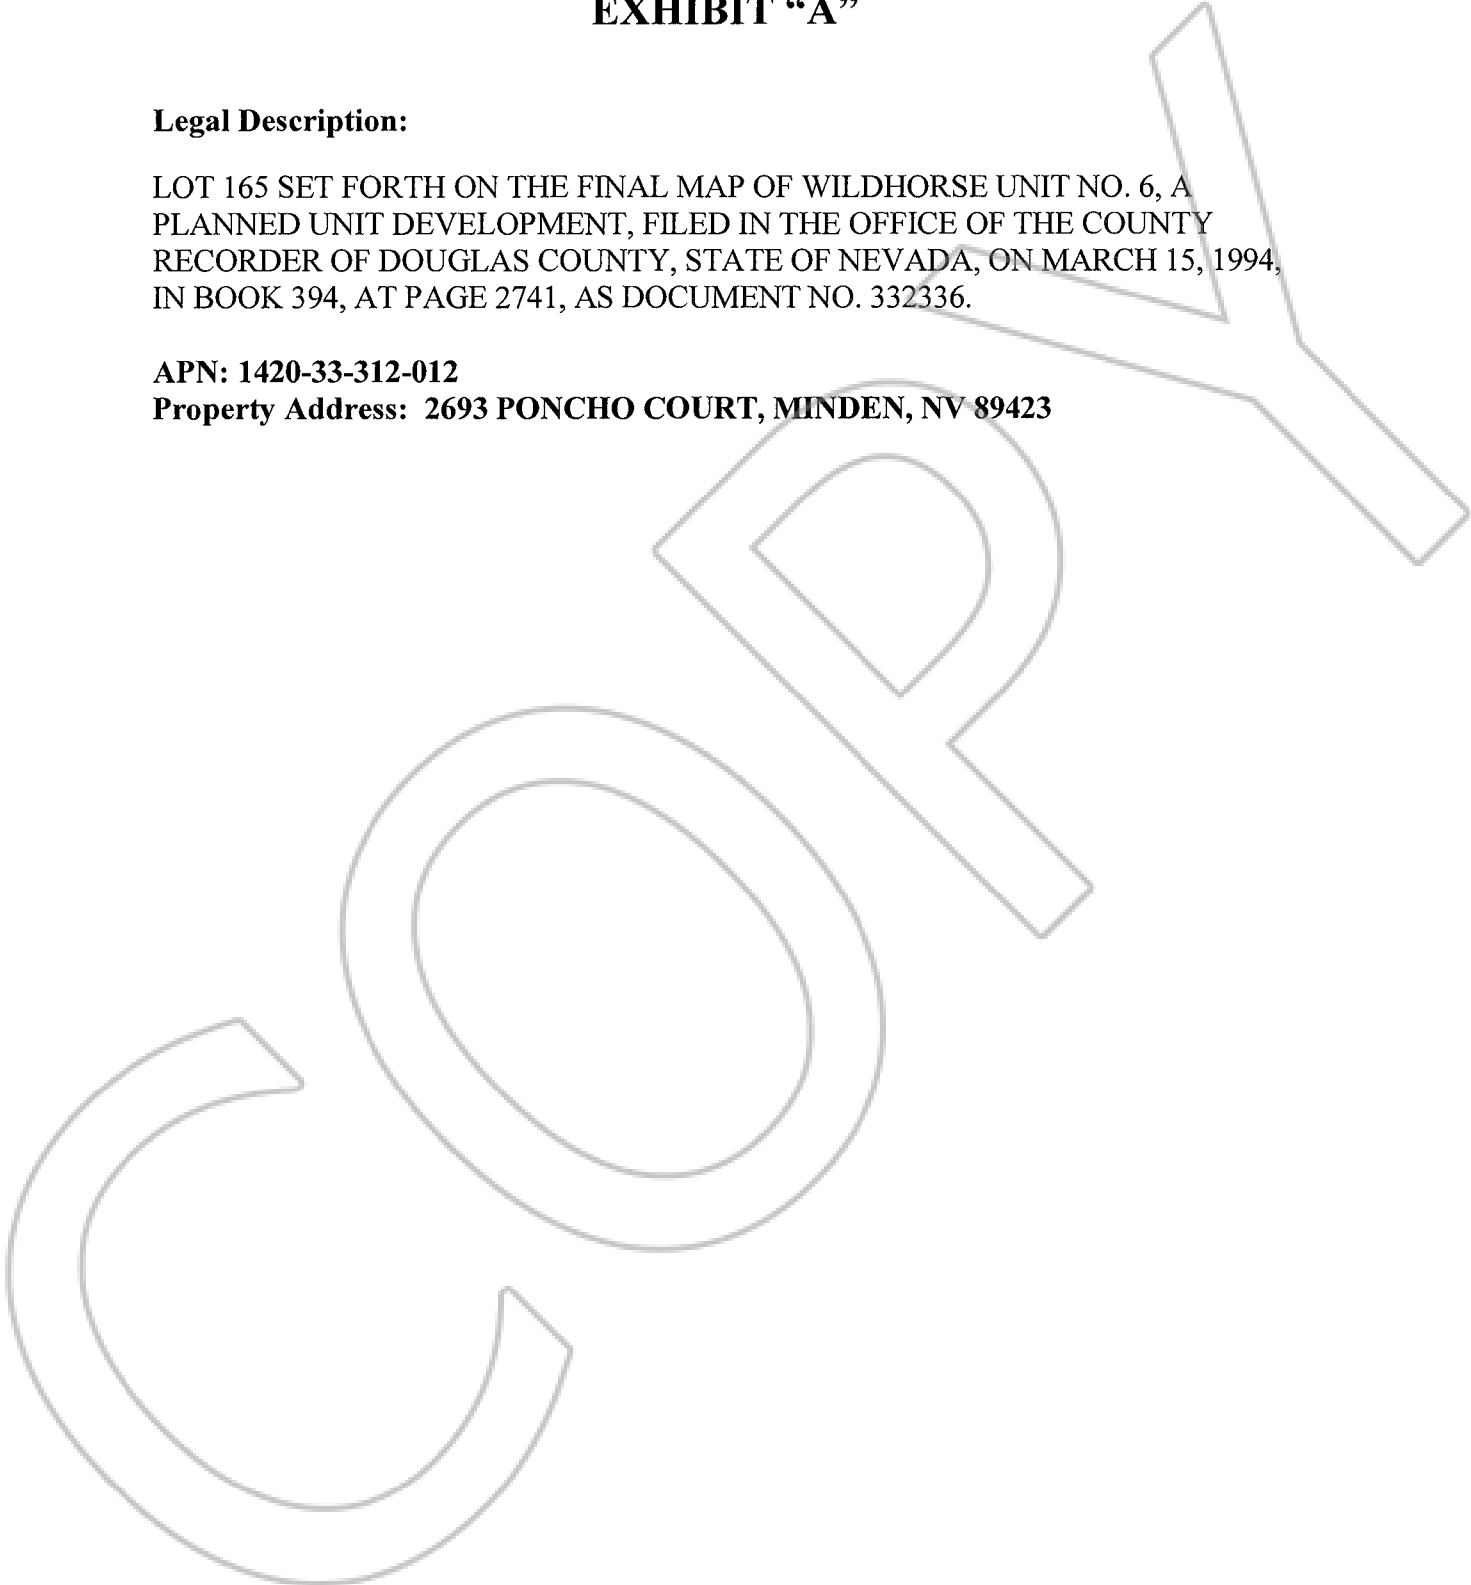 EXHIBIT “A”
Legal Description:
LOT 165 SET FORTH ON THE FINAL MAP OF WILDHORSE UNIT NO. 6, A
PLANNED UNIT DEVELOPMENT, FILED IN THE OFFICE OF THE COUNTY
RECORDER OF DOUGLAS COUNTY, STATE OF NEVADA, ON MARCH 15, 1994,
IN BOOK 394, AT PAGE 2741, AS DOCUMENT NO. 332336.
APN: 1420-33-312-012
Property Address: 2693 PONCHO COURT, MINDEN, NV 89423
COPY